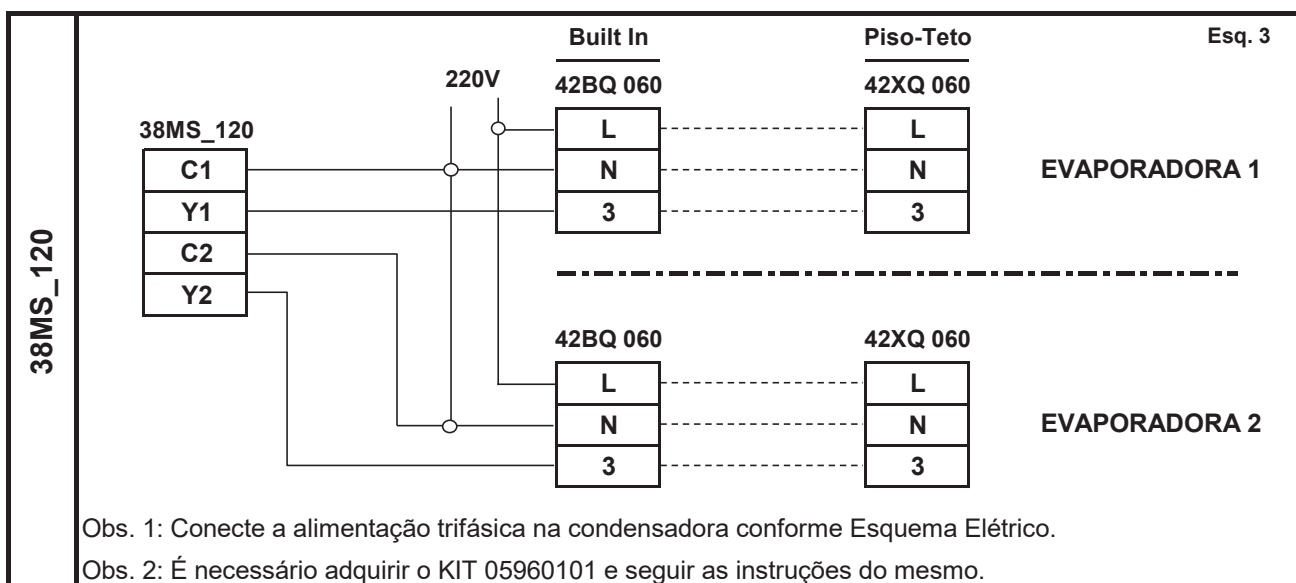 Built In
Piso-Teto
Esq. 3
220V
42BQ 060
42XQ 060
38MS_120
L
L
C1
N
N
EVAPORADORA 1
Y1
3
3
C2
Y2
38MS_120
42BQ 060
42XQ 060
L
L
N
N
EVAPORADORA 2
3
3
Obs. 1: Conecte a alimentação trifásica na condensadora conforme Esquema Elétrico.
Obs. 2: É necessário adquirir o KIT 05960101 e seguir as instruções do mesmo.